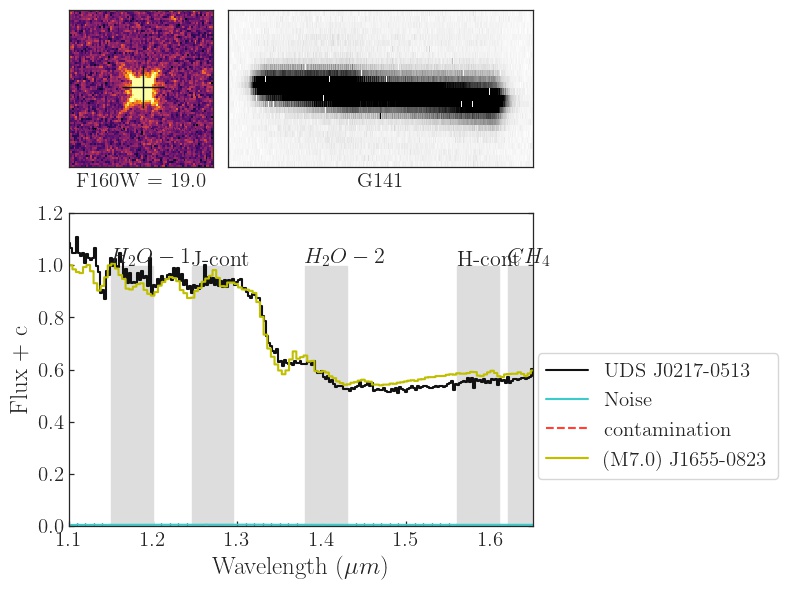 F160W = 19.0
G141
H₂O − 1
J-cont
H₂O − 2
H-cont
CH₄
1.2
1.0
0.8
0.6
0.4
0.2
0.0
Flux + c
1.1
1.2
1.3
1.4
1.5
1.6
Wavelength (μm)
UDS J0217-0513
Noise
contamination
(M7.0) J1655-0823